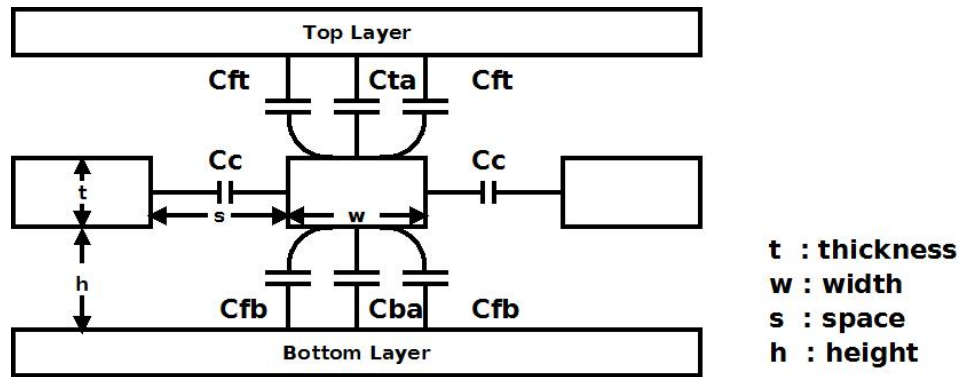 Top Layer
Cft Cta Cft
Cc Cc
t
s w
h
Cfb Cba Cfb
Bottom Layer
t : thickness
w : width
s : space
h : height